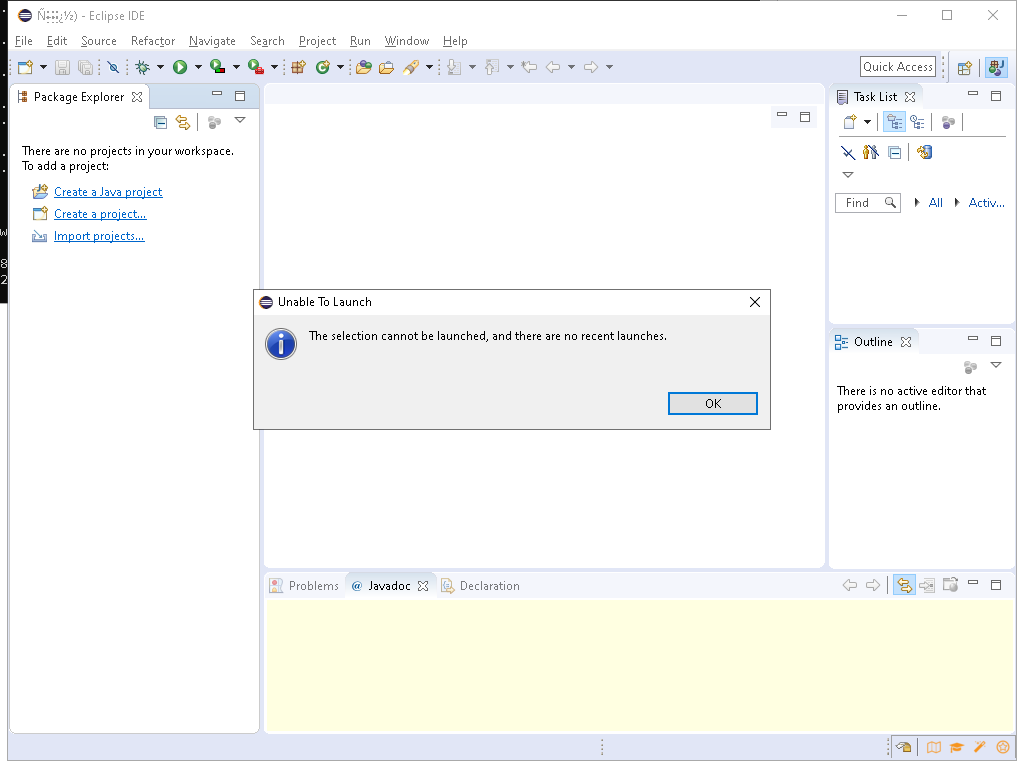 - Eclipse IDE
File Edit Source Refactor Navigate Search Project Run Window Help
Quick Access
Package Explorer
There are no projects in your workspace.
To add a project:
Create a Java project
Create a project...
Import projects...
Task List
Find All Activ...
Unable To Launch
The selection cannot be launched, and there are no recent launches.
OK
Outline
There is no active editor that
provides an outline.
Problems @ Javadoc Declaration
W
8
2